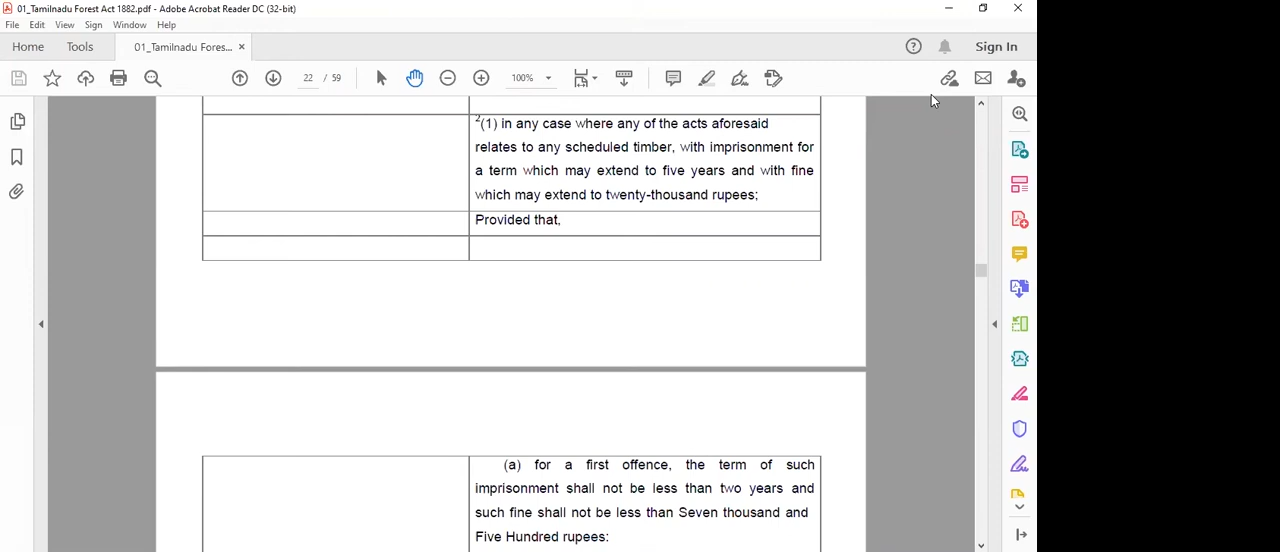 01_Tamilnadu Forest Act 1882.pdf - Adobe Acrobat Reader DC (32-bit)
File Edit View Sign Window Help
Home Tools 01_Tamilnadu Fores... × Sign In
22 / 59 100%
2(1) in any case where any of the acts aforesaid
relates to any scheduled timber, with imprisonment for
a term which may extend to five years and with fine
which may extend to twenty-thousand rupees;
Provided that,
(a) for a first offence, the term of such
imprisonment shall not be less than two years and
such fine shall not be less than Seven thousand and
Five Hundred rupees: